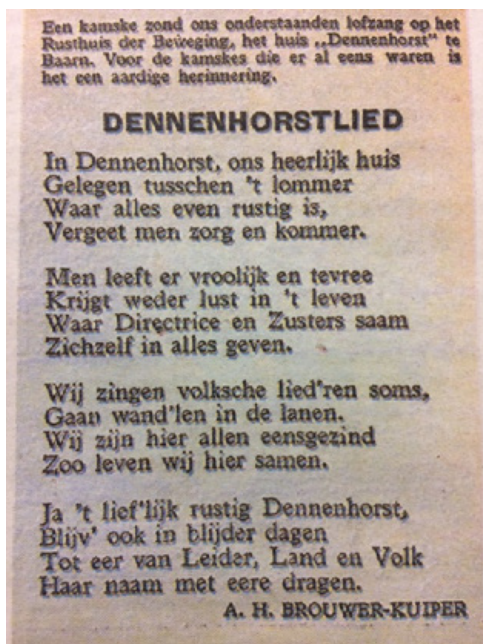 Een kamske zond ons onderstaanden lofzang op het
Rusthuis der Beweging, het huis „Dennenhorst" te
Baarn. Voor de kamskes die er al eens waren is
het een aardige herinnering.
DENNENHORSTLIED
In Dennenhorst, ons heerlijk huis
Gelegen tusschen 't lommer
Waar alles even rustig is,
Vergeet men zorg en kommer.
Men leeft er vroolijk en tevree
Krijgt weder lust in 't leven
Waar Directrice en Zusters saam
Zichzelf in alles geven.
Wij zingen volksche lied'ren soms,
Gaan wand'len in de lanen.
Wij zijn hier allen eensgezind
Zoo leven wij hier samen.
Ja 't lief'lijk rustig Dennenhorst,
Blijv' ook in blijder dagen
Tot eer van Leider, Land en Volk
Haar naam met eere dragen.
A. H. BROUWER-KUIPER